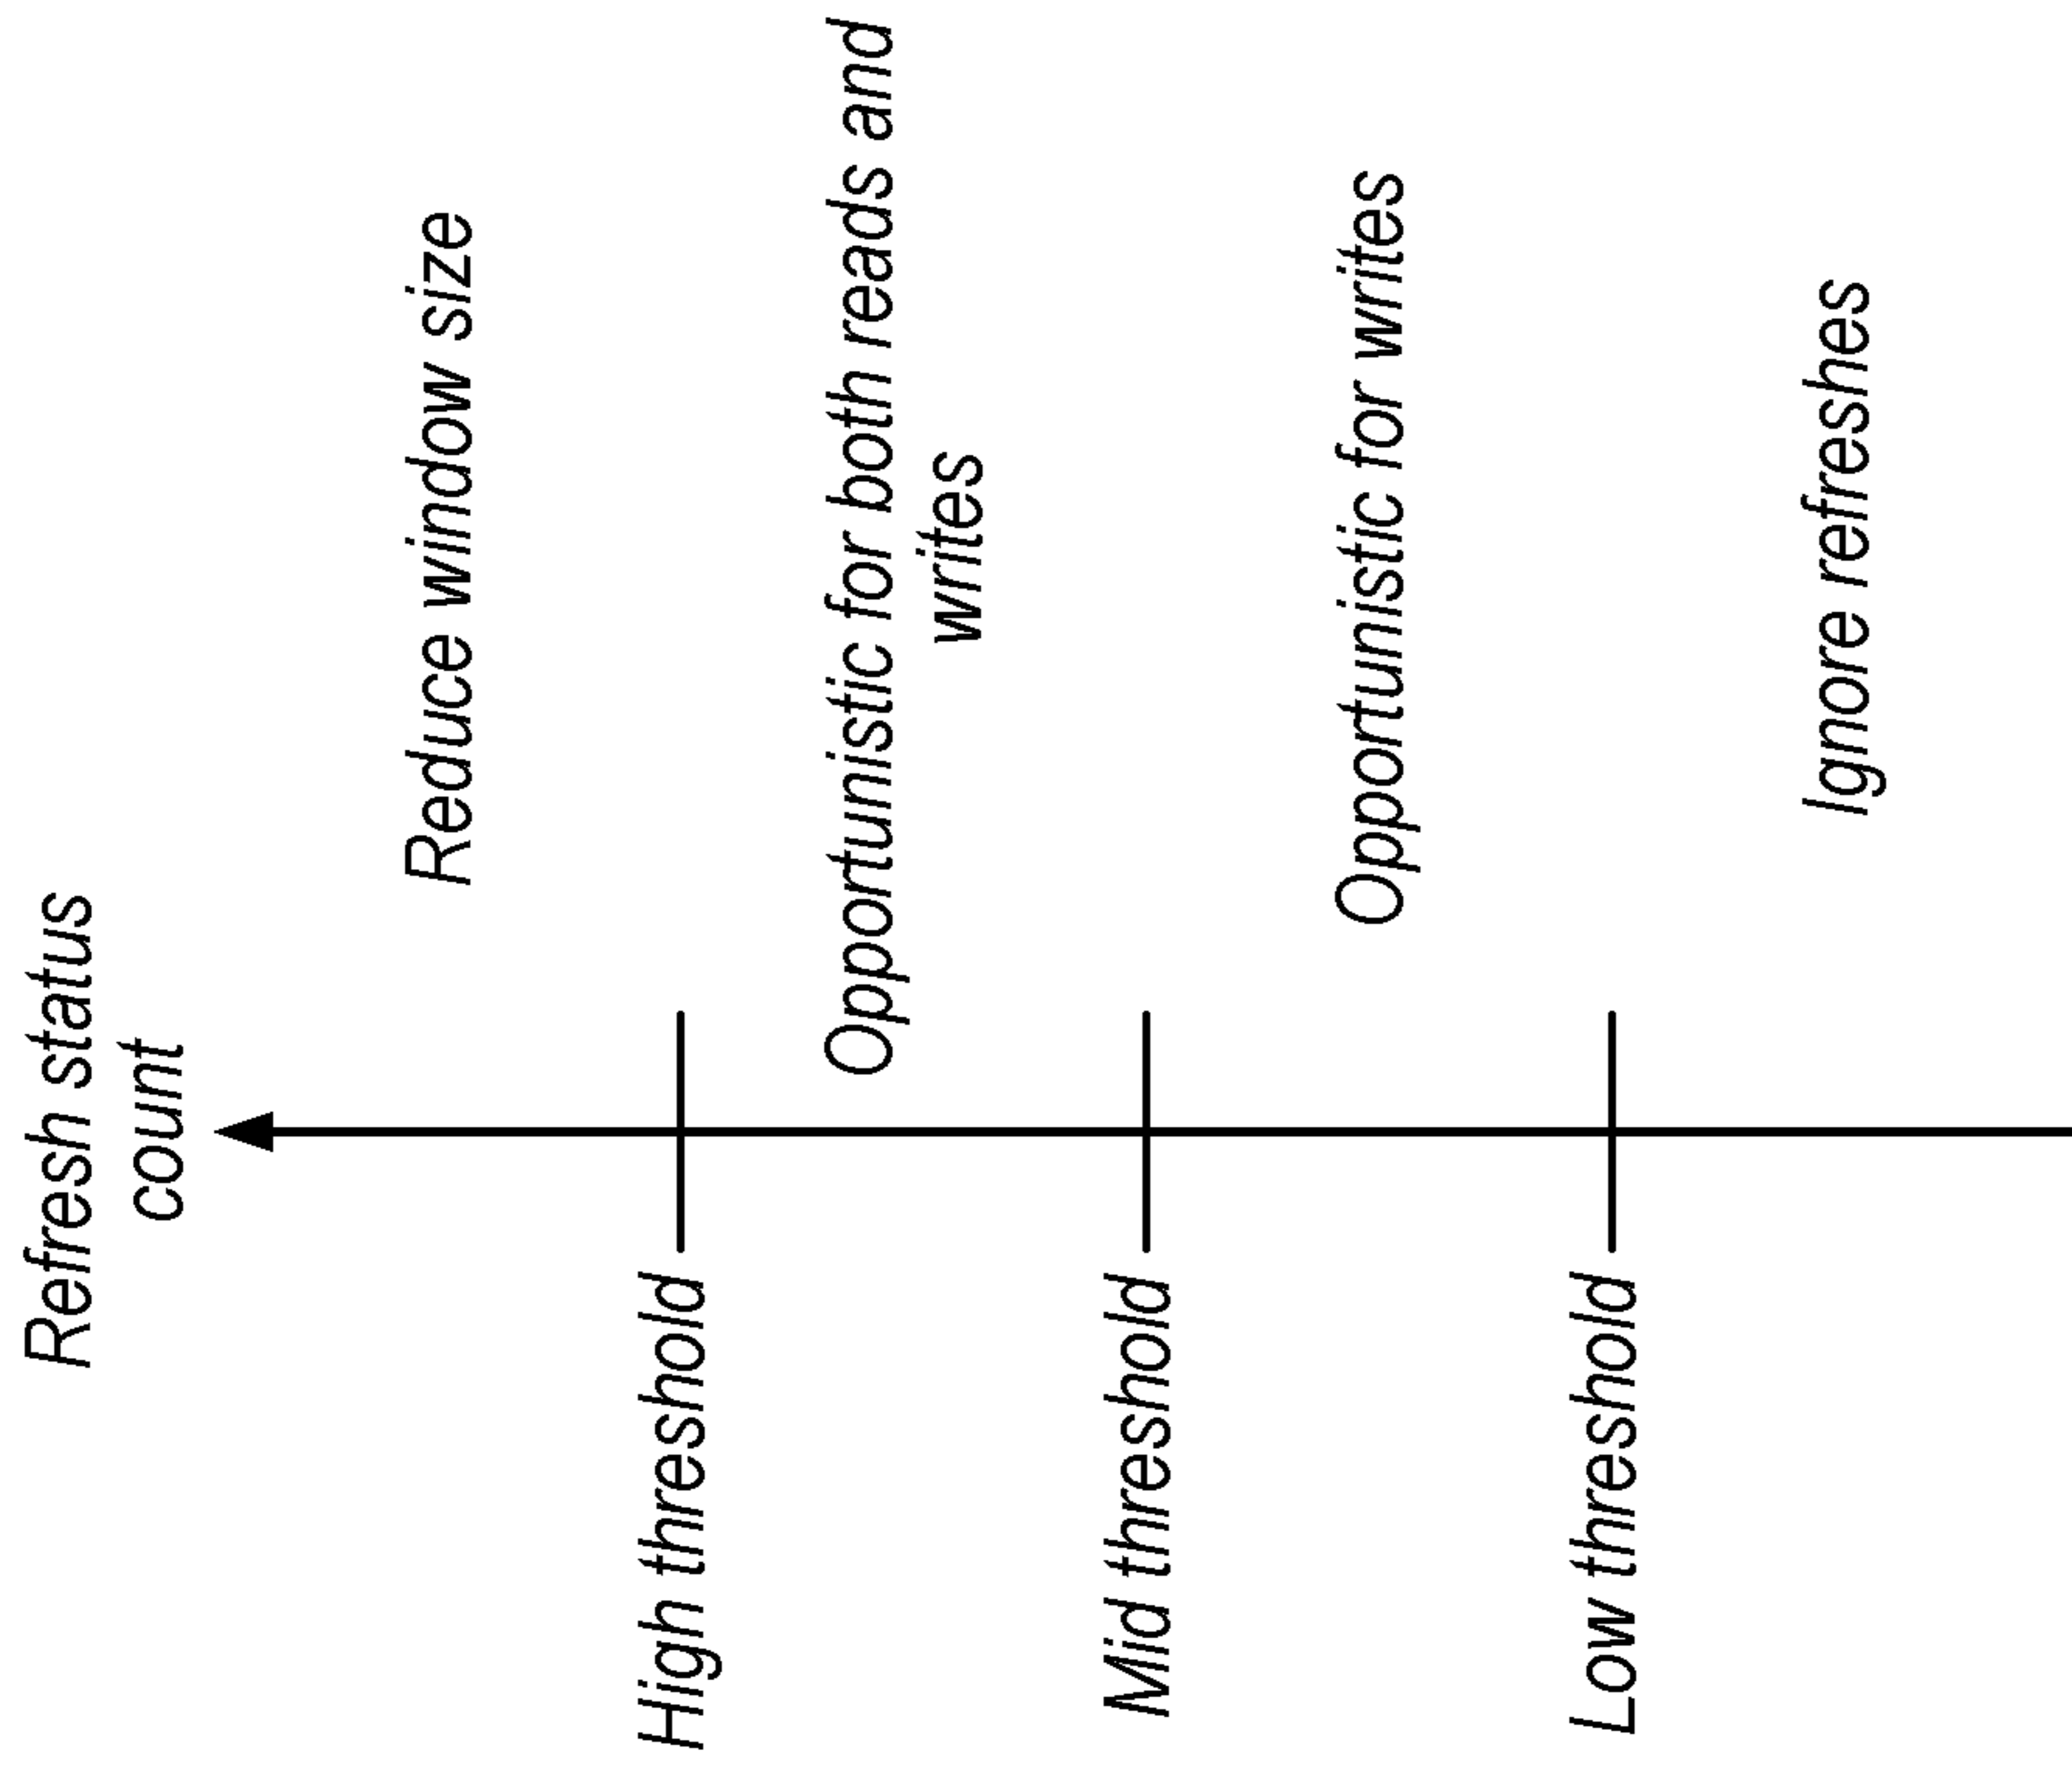 Refresh status
count
Reduce window size
High threshold
Opportunistic for both reads and
writes
Mid threshold
Opportunistic for writes
Low threshold
Ignore refreshes